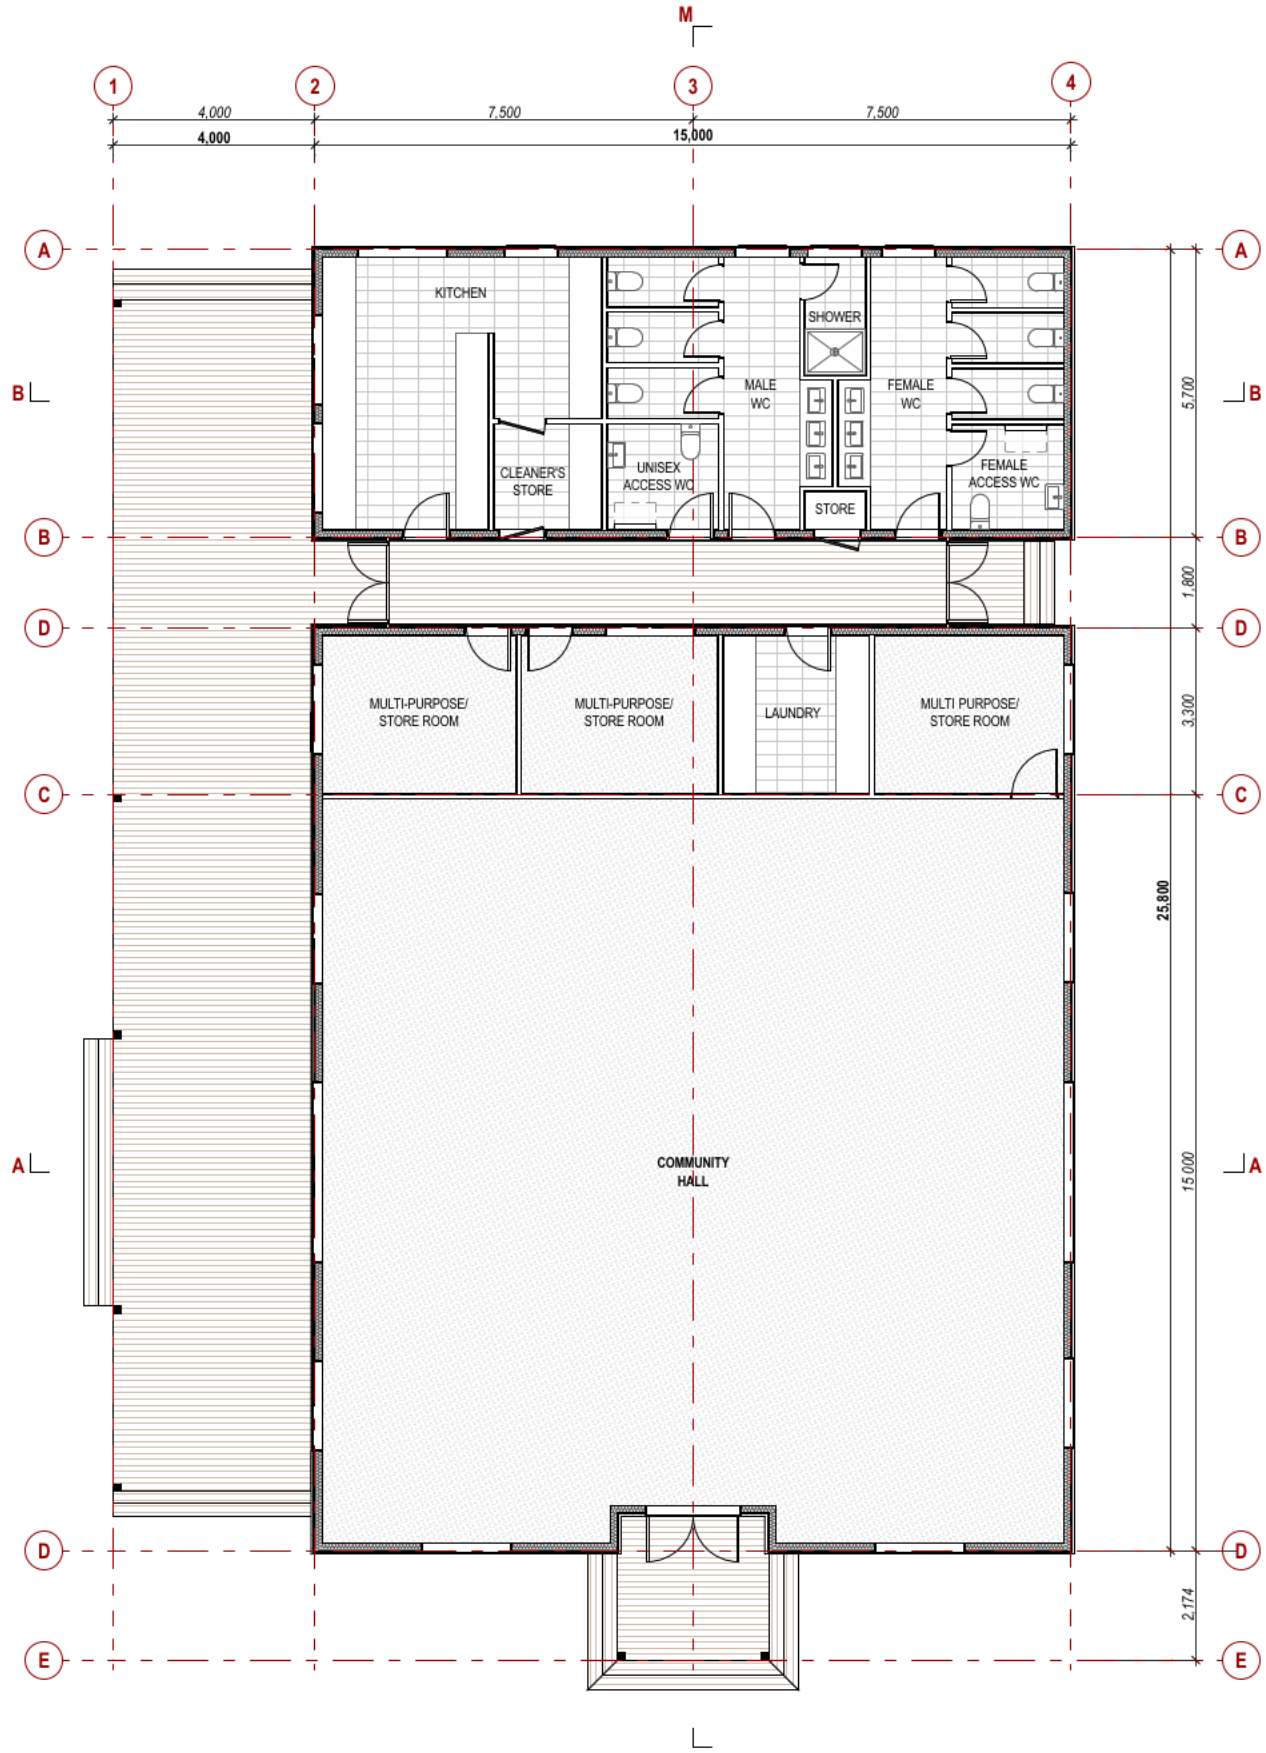 M
1
2
3
4
4,000
7,500
7,500
4,000
15,000
A
A
KITCHEN
SHOWER
B
MALE
WC
FEMALE
WC
5,700
B
CLEANER'S
STORE
UNISEX
ACCESS WC
FEMALE
ACCESS WC
STORE
B
B
1,800
D
D
MULTI-PURPOSE/
STORE ROOM
MULTI-PURPOSE/
STORE ROOM
LAUNDRY
MULTI PURPOSE/
STORE ROOM
3,300
C
C
25,800
A
COMMUNITY
HALL
15 000
A
D
D
2,174
E
E